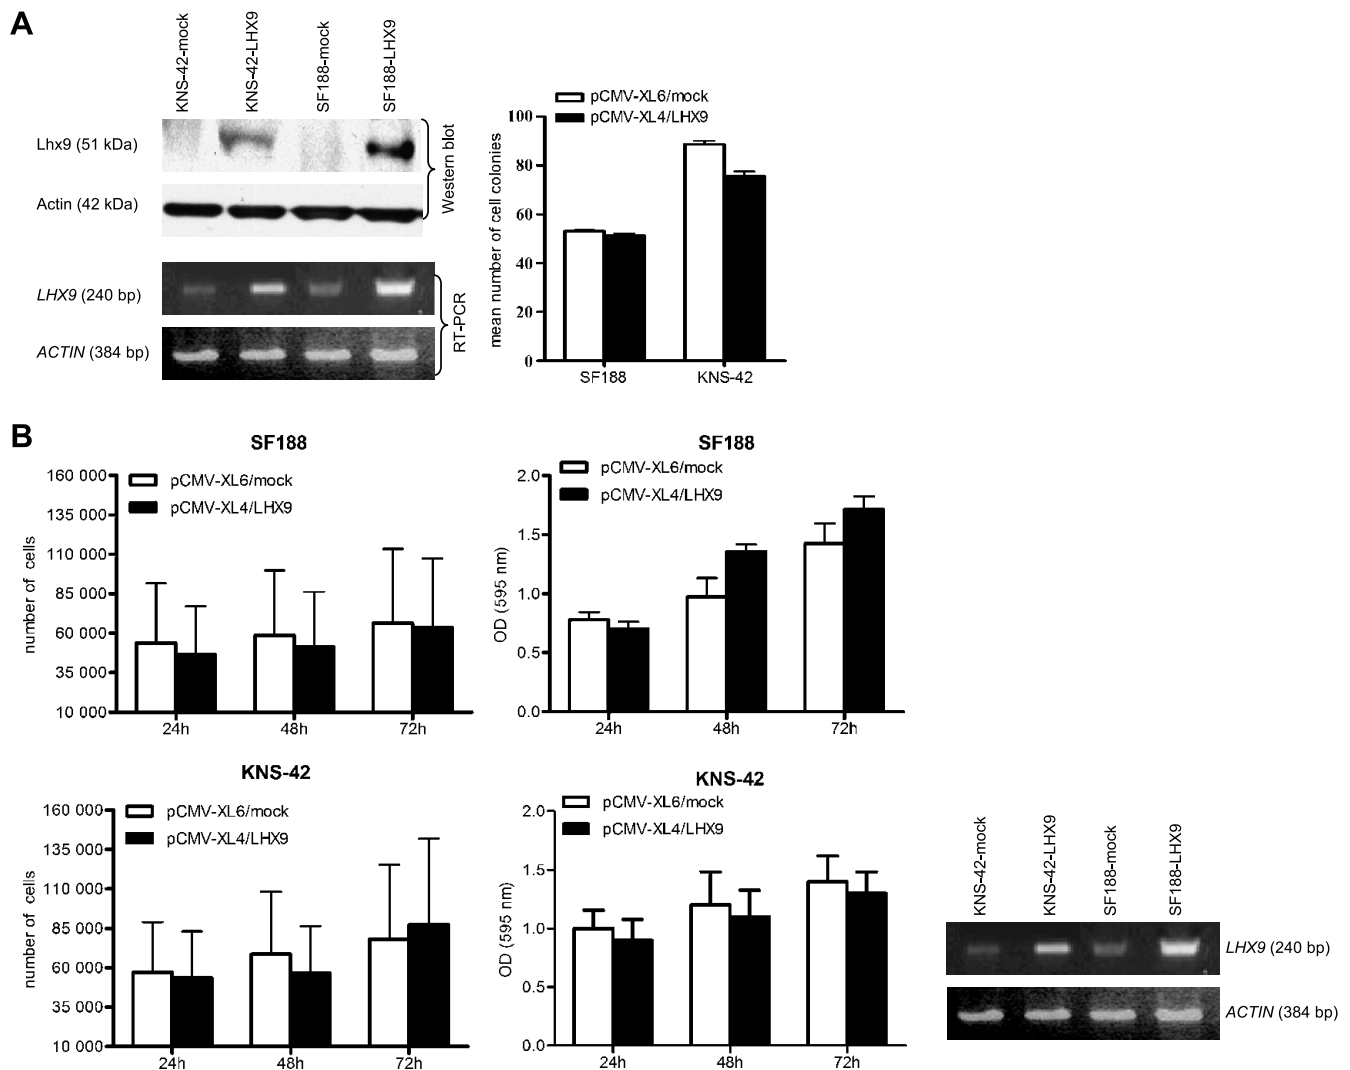 A
KNS-42-mock
KNS-42-LHX9
SF188-mock
SF188-LHX9
Lhx9 (51 kDa)
Actin (42 kDa)
Western blot
LHX9 (240 bp)
ACTIN (384 bp)
RT-PCR
pCMV-XL6/mock
pCMV-XL4/LHX9
mean number of cell colonies
100
80
60
40
20
0
SF188
KNS-42
B
SF188
pCMV-XL6/mock
pCMV-XL4/LHX9
number of cells
160 000
135 000
110 000
85 000
60 000
35 000
10 000
24h
48h
72h
SF188
pCMV-XL6/mock
pCMV-XL4/LHX9
OD (595 nm)
2.0
1.5
1.0
0.5
0.0
24h
48h
72h
KNS-42
pCMV-XL6/mock
pCMV-XL4/LHX9
number of cells
160 000
135 000
110 000
85 000
60 000
35 000
10 000
24h
48h
72h
KNS-42
pCMV-XL6/mock
pCMV-XL4/LHX9
OD (595 nm)
2.0
1.5
1.0
0.5
0.0
24h
48h
72h
KNS-42-mock
KNS-42-LHX9
SF188-mock
SF188-LHX9
LHX9 (240 bp)
ACTIN (384 bp)